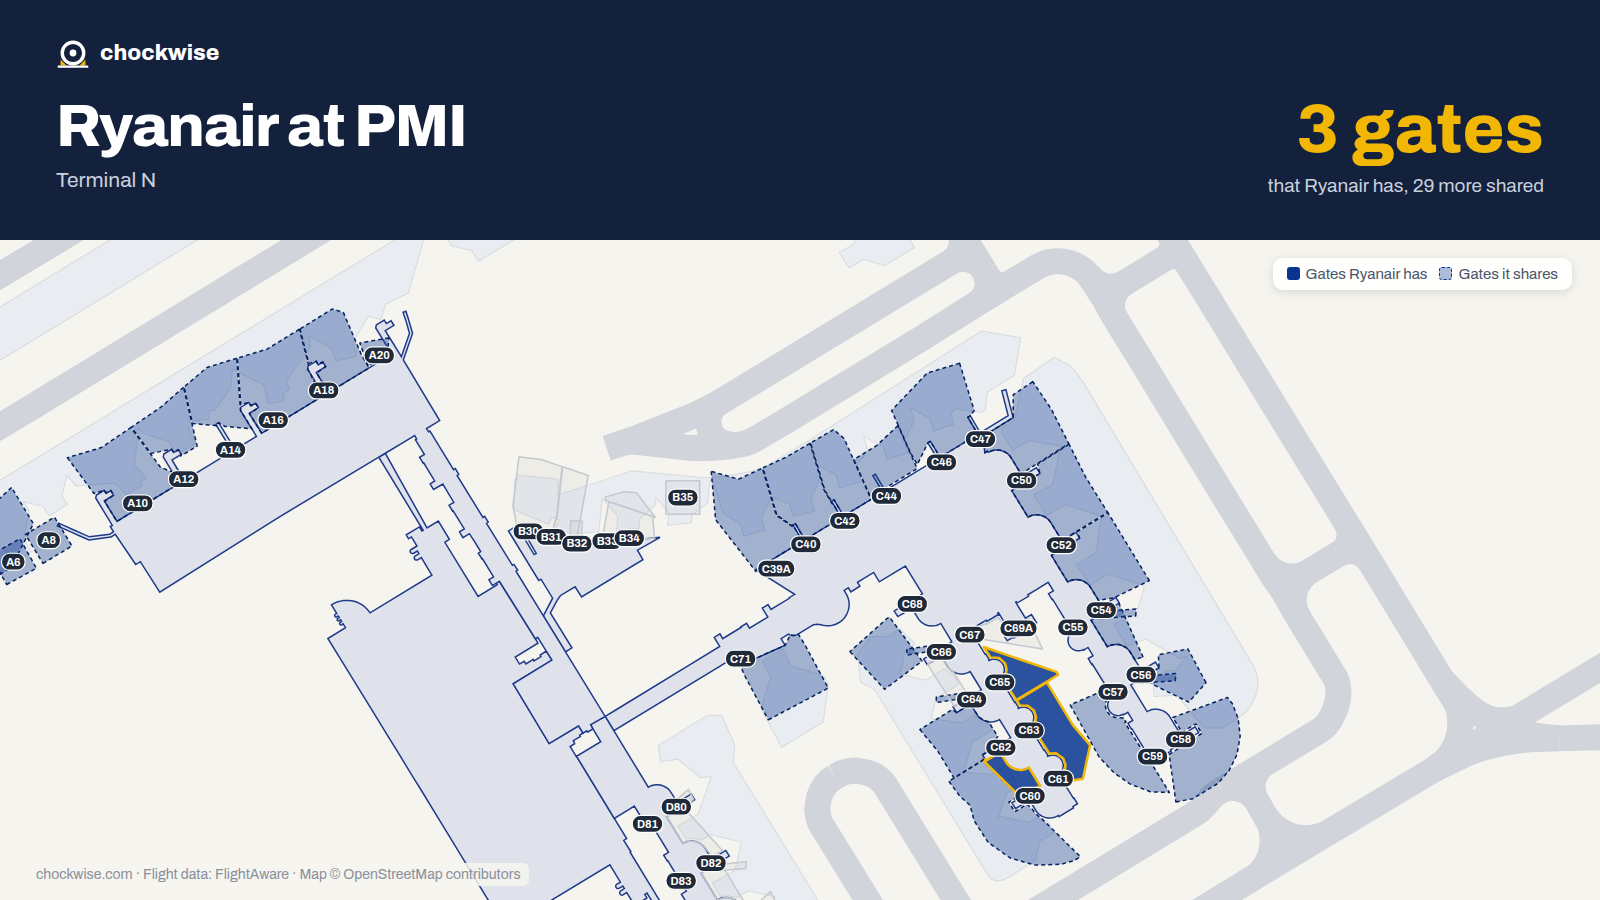 chockwise
Ryanair at PMI
Terminal N
3 gates
that Ryanair has, 29 more shared
Gates Ryanair has
Gates it shares
A20
A18
A16
A14
A12
A10
A8
A6
B30
B31
B32
B33
B34
B35
C39A
C40
C42
C44
C46
C47
C50
C52
C54
C55
C56
C57
C58
C59
C68
C67
C69A
C66
C65
C64
C63
C62
C61
C60
C71
D80
D81
D82
D83
chockwise.com · Flight data: FlightAware · Map © OpenStreetMap contributors